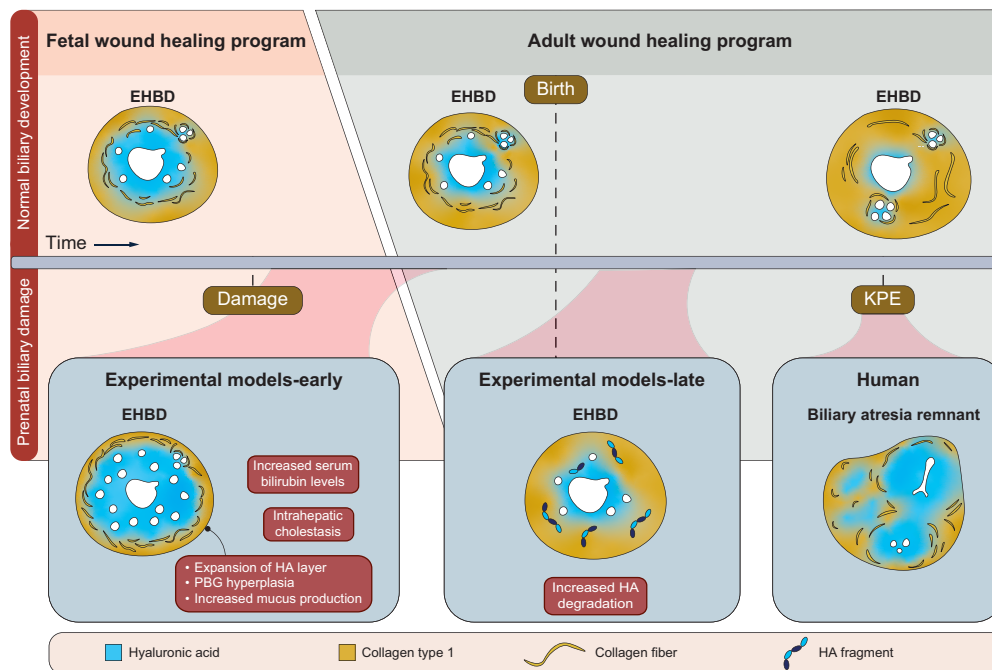 Fetal wound healing program
Adult wound healing program
Normal biliary development
EHBD
EHBD
Birth
EHBD
Time
Prenatal biliary damage
Damage
KPE
Experimental models-early
EHBD
Increased serum
bilirubin levels
Intrahepatic
cholestasis
• Expansion of HA layer
• PBG hyperplasia
• Increased mucus production
Experimental models-late
EHBD
Increased HA
degradation
Human
Biliary atresia remnant
Hyaluronic acid
Collagen type 1
Collagen fiber
HA fragment